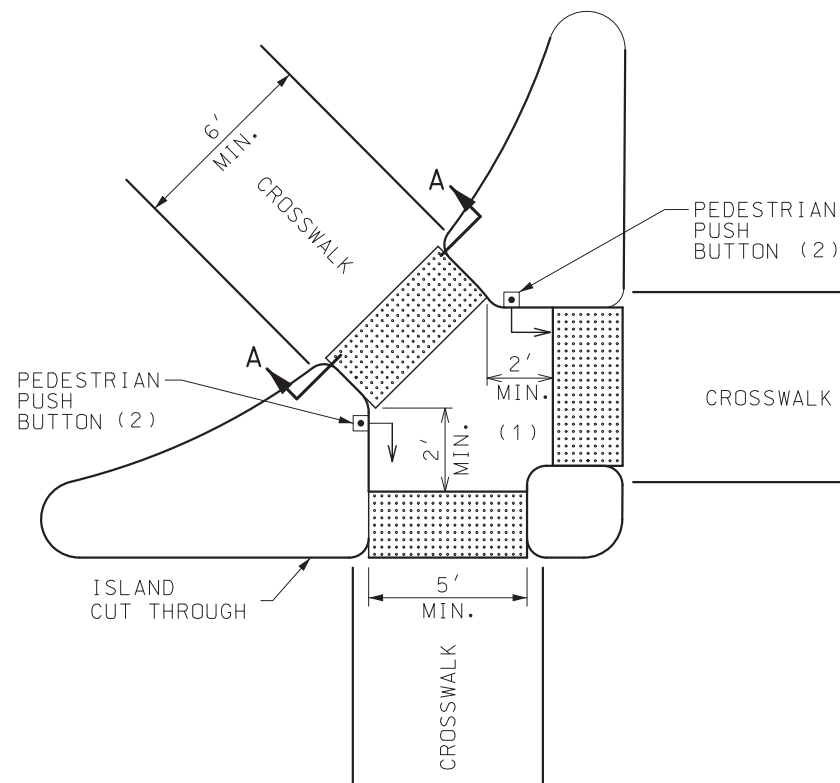 6'
MIN.
CROSSWALK
A
PEDESTRIAN
PUSH
BUTTON (2)
A
PEDESTRIAN
PUSH
BUTTON (2)
2'
MIN.
(1)
2'
MIN.
CROSSWALK
ISLAND
CUT THROUGH
5'
MIN.
CROSSWALK